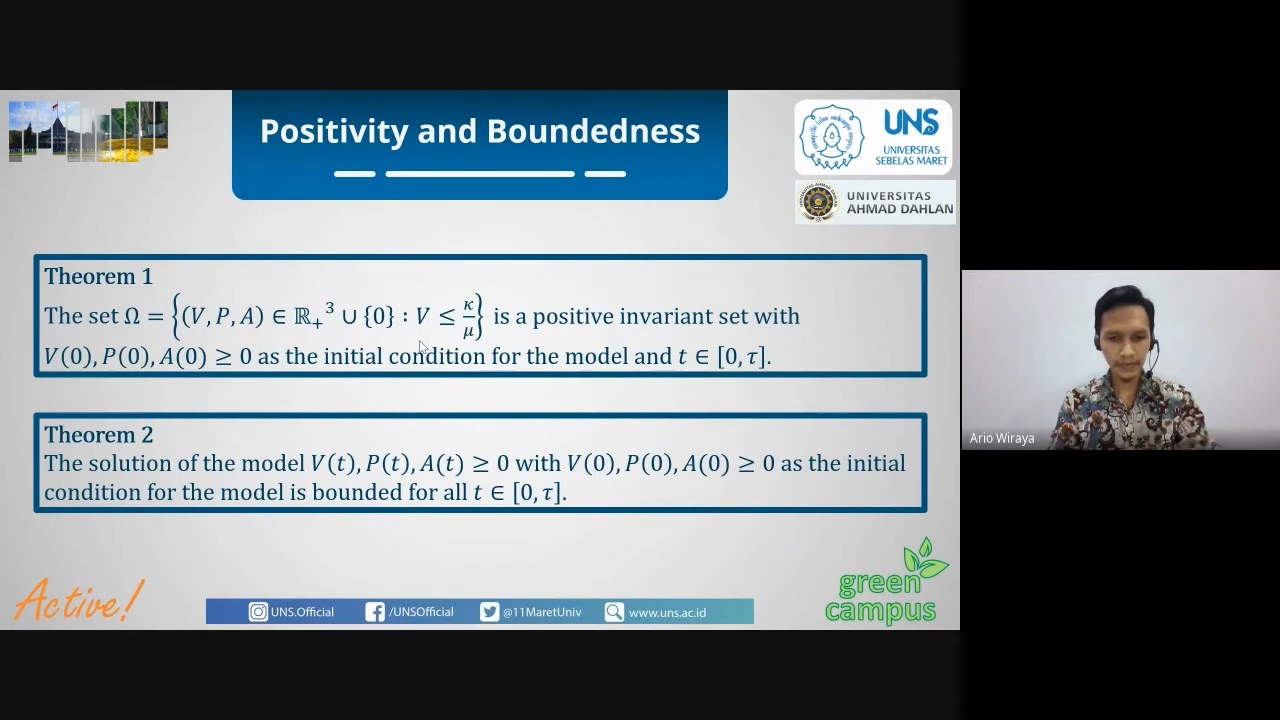 Positivity and Boundedness
UNS
UNIVERSITAS
SEBELAS MARET
UNIVERSITAS
AHMAD DAHLAN
Theorem 1
The set Ω = {(V, P, A) ∈ ℝ₊³ ∪ {0} : V ≤ κ/μ} is a positive invariant set with
V(0), P(0), A(0) ≥ 0 as the initial condition for the model and t ∈ [0, τ].
Theorem 2
The solution of the model V(t), P(t), A(t) ≥ 0 with V(0), P(0), A(0) ≥ 0 as the initial
condition for the model is bounded for all t ∈ [0, τ].
Ario Wiraya
Active!
UNS.Official /UNSOfficial @11MaretUniv www.uns.ac.id
green
campus